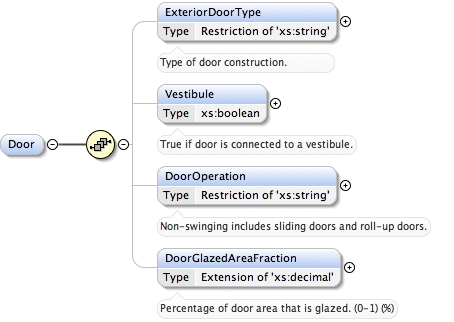 ExteriorDoorType
Type Restriction of 'xs:string'
Type of door construction.
Vestibule
Type xs:boolean
True if door is connected to a vestibule.
Door
DoorOperation
Type Restriction of 'xs:string'
Non-swinging includes sliding doors and roll-up doors.
DoorGlazedAreaFraction
Type Extension of 'xs:decimal'
Percentage of door area that is glazed. (0-1) (%)